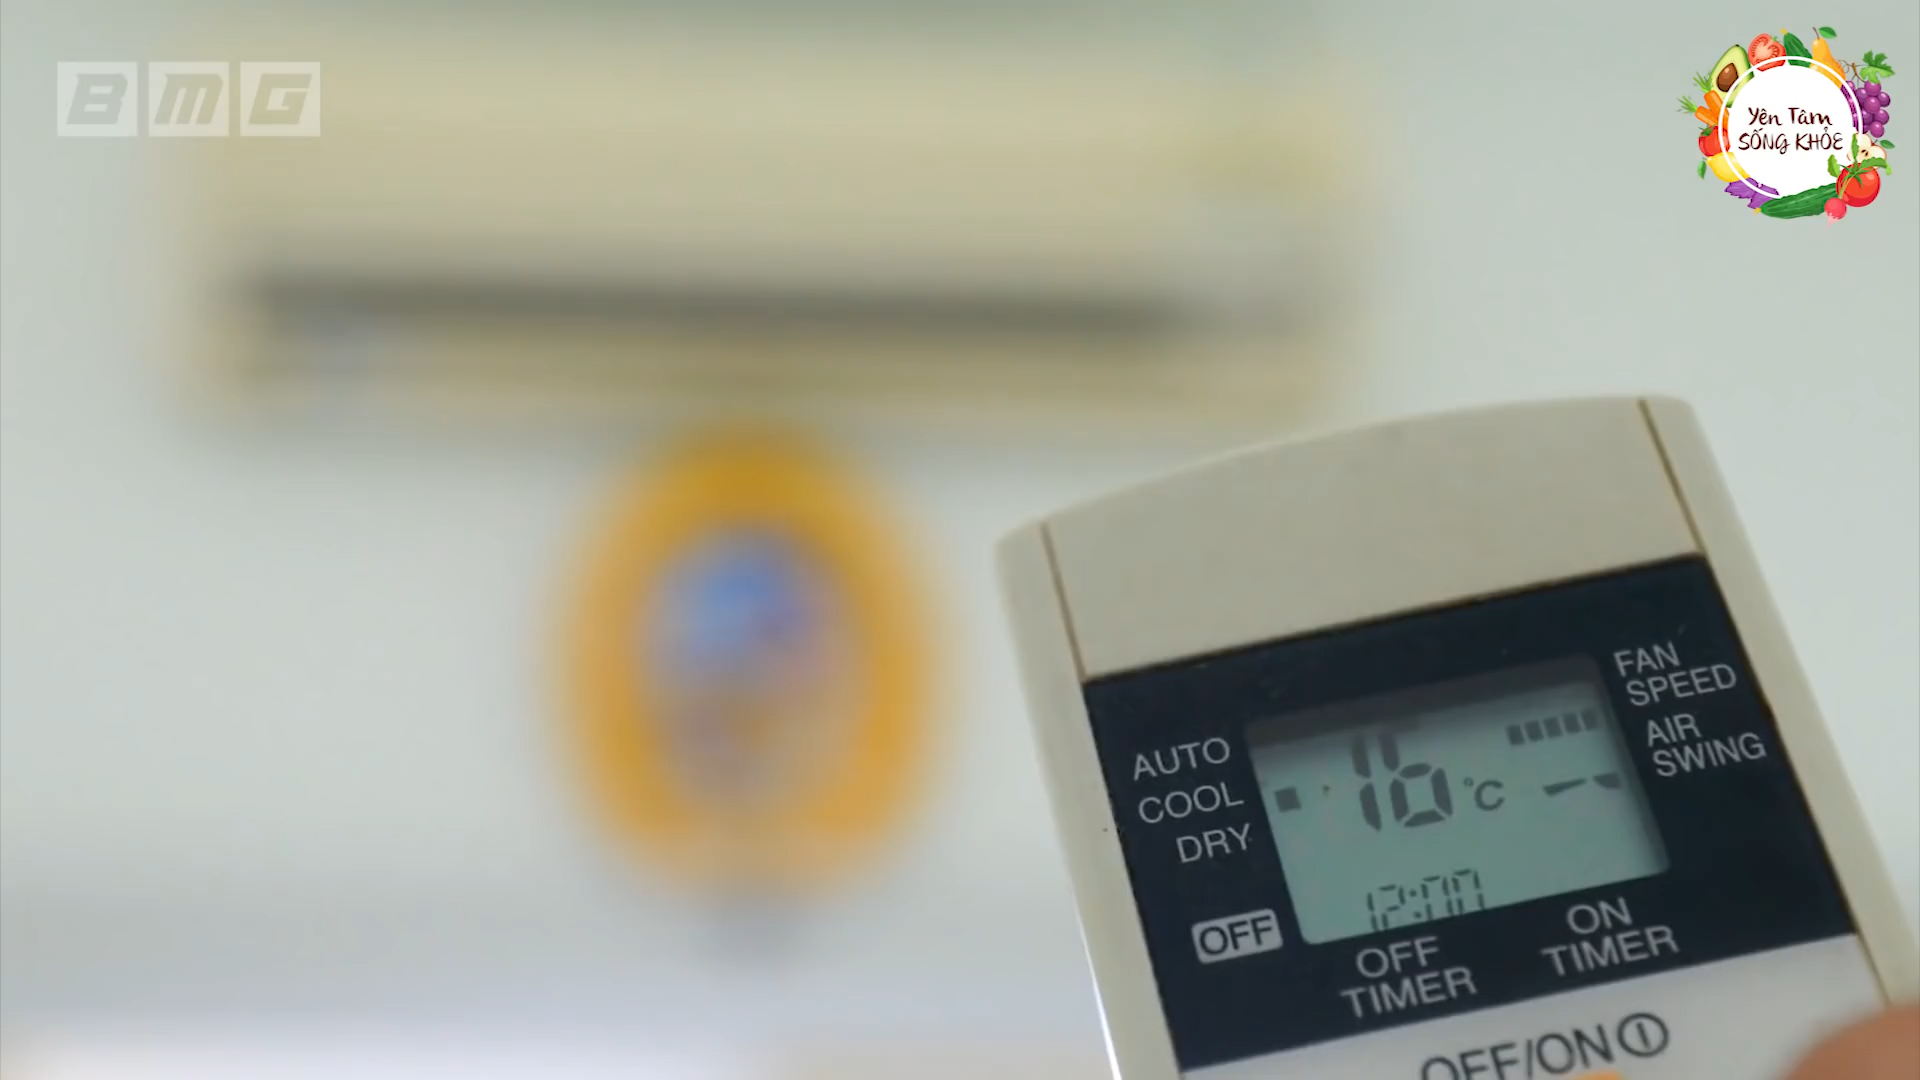 BMG
Yên Tâm
SỐNG KHỎE
FAN
SPEED
AIR
SWING
AUTO
COOL
DRY
16 °C
12:00
OFF
OFF
TIMER
ON
TIMER
OFF/ON